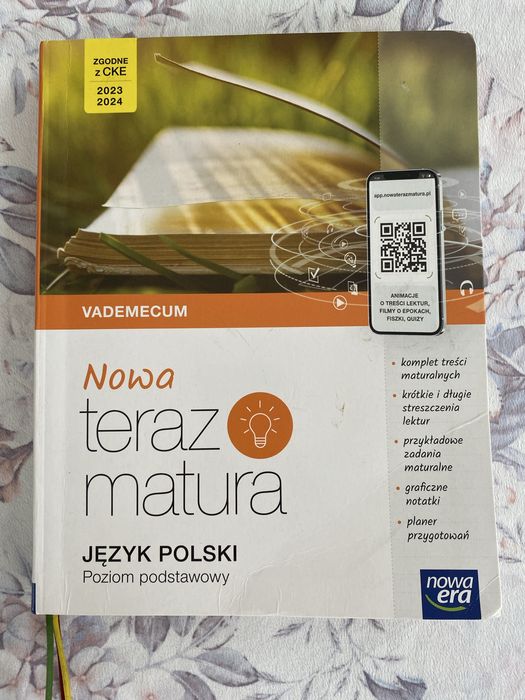 ZGODNE
z CKE
2023
2024
app.nowaterazmatura.pl
ANIMACJE
O TREŚCI LEKTUR,
FILMY O EPOKACH,
FISZKI, QUIZY
VADEMECUM
Nowa
teraz
matura
JĘZYK POLSKI
Poziom podstawowy
• komplet treści
maturalnych
• krótkie i długie
streszczenia
lektur
• przykładowe
zadania
maturalne
• graficzne
notatki
• planer
przygotowań
nowa
era